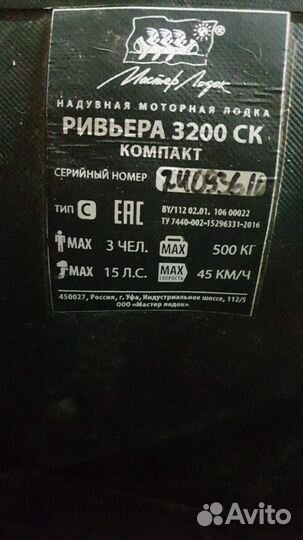 Мастер Лодок
НАДУВНАЯ МОТОРНАЯ ЛОДКА
РИВЬЕРА 3200 СК
КОМПАКТ
СЕРИЙНЫЙ НОМЕР
ТИП C EAC BY/112 02.01. 106 00022
ТУ 7440-002-15296331-2016
MAX 3 ЧЕЛ. MAX 500 КГ
MAX 15 Л.С. MAX СКОРОСТЬ 45 КМ/Ч
450027, Россия, г. Уфа, Индустриальное шоссе, 112/5
ООО «Мастер лодок»
Avito